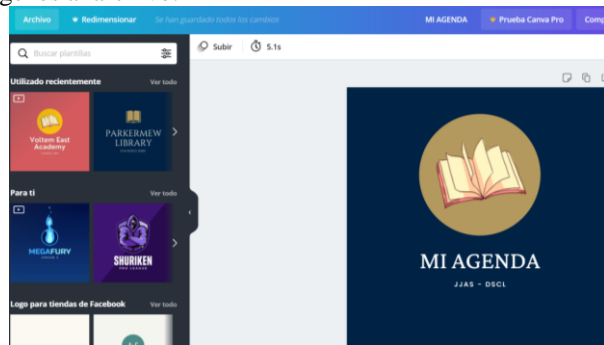 Archivo Redimensionar Se han guardado todos los cambios MI AGENDA Prueba Canva Pro
Buscar plantillas
Subir 5.1s
Utilizado recientemente Ver todo
Voltem East
Academy
PARKERMEW
LIBRARY
Para ti Ver todo
MEGAFURY
SHURIKEN
PRO LEAGUE
MI AGENDA
JJAS - DSCL
Logo para tiendas de Facebook Ver todo